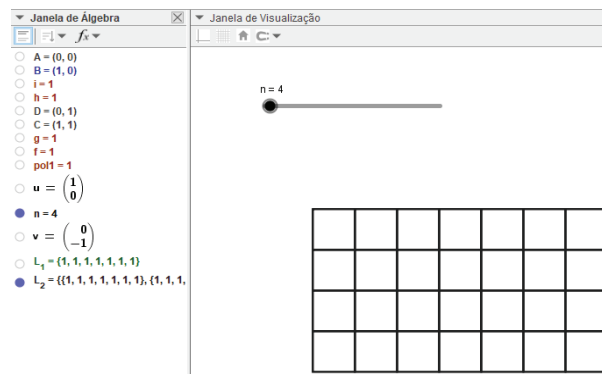 Janela de Álgebra
Janela de Visualização
A = (0, 0)
B = (1, 0)
i = 1
h = 1
D = (0, 1)
C = (1, 1)
g = 1
f = 1
pol1 = 1
u = (1 0)
n = 4
v = (0 −1)
L₁ = {1, 1, 1, 1, 1, 1, 1}
L₂ = {{1, 1, 1, 1, 1, 1, 1}, {1, 1, 1,
n = 4